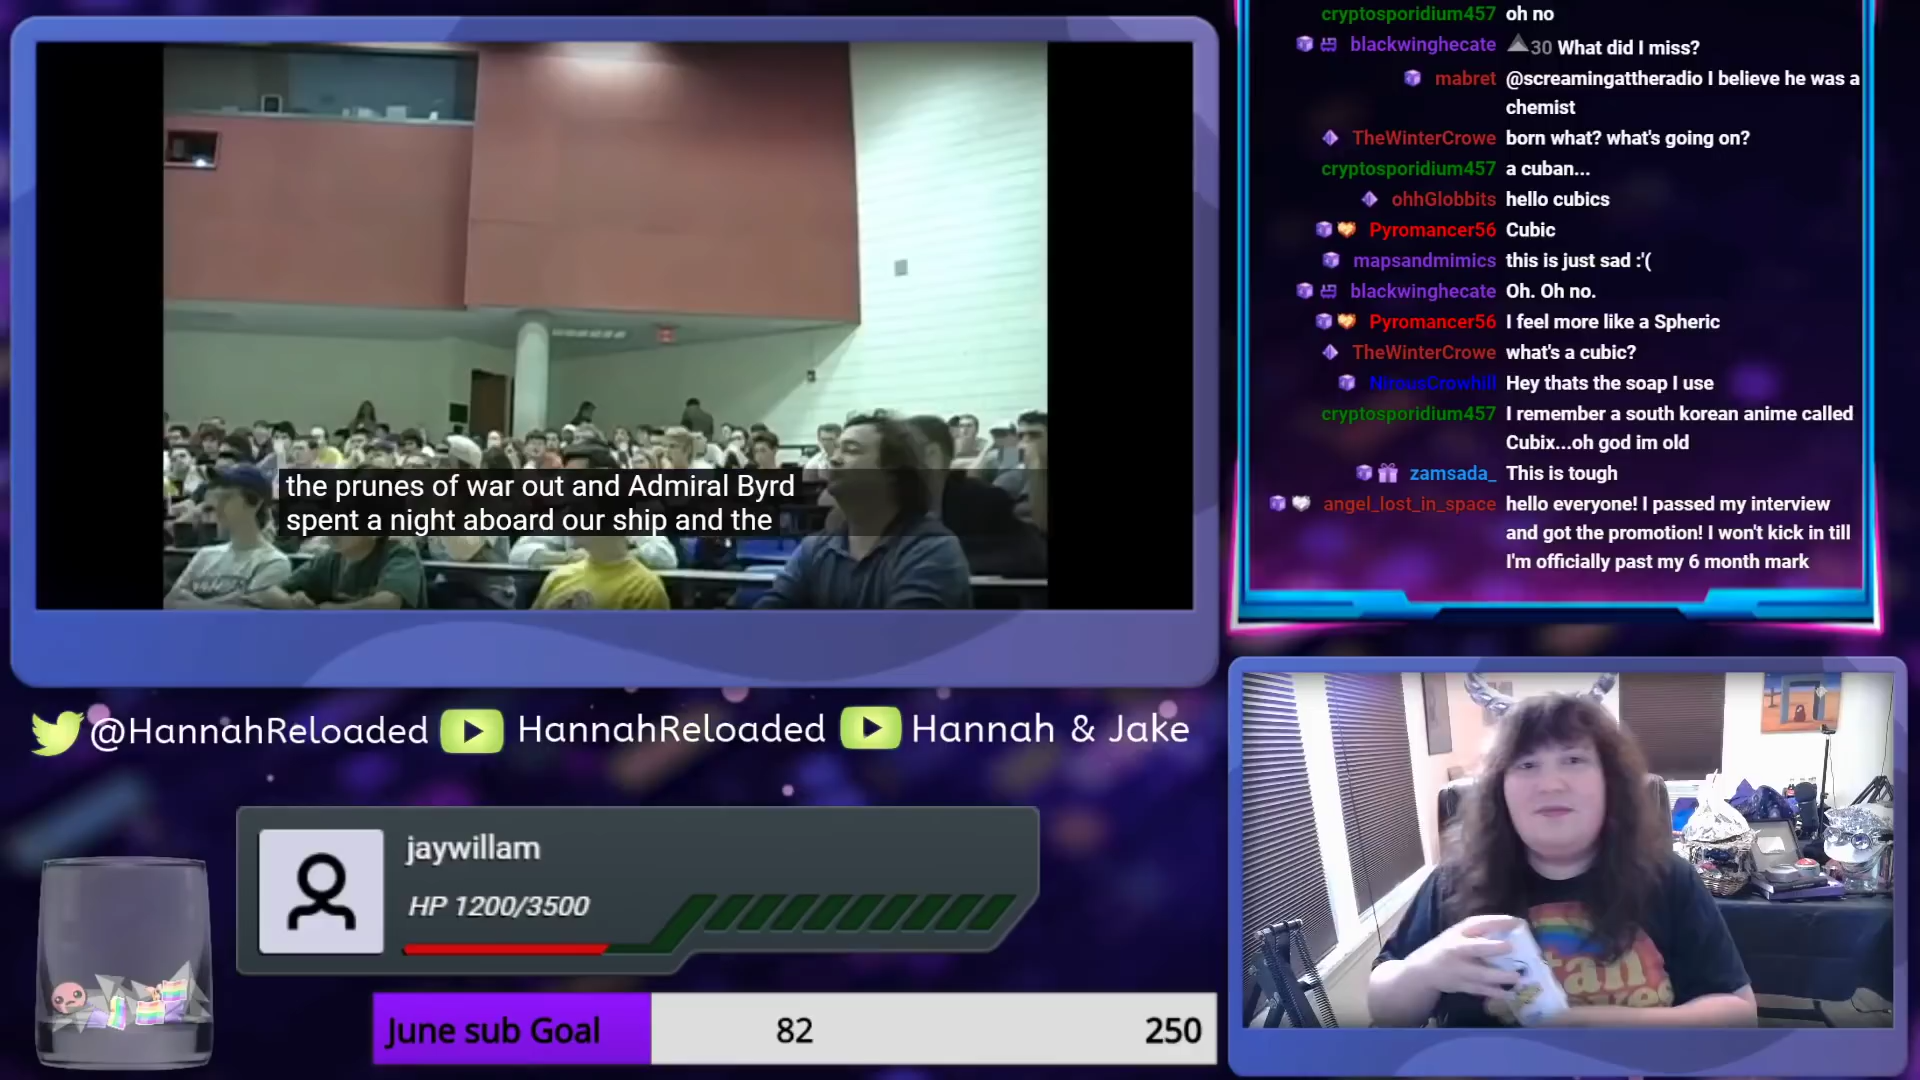 the prunes of war out and Admiral Byrd
spent a night aboard our ship and the
cryptosporidium457 oh no
blackwinghecate 30 What did I miss?
mabret @screamingattheradio I believe he was a
chemist
TheWinterCrowe born what? what's going on?
cryptosporidium457 a cuban...
ohhGlobbits hello cubics
Pyromancer56 Cubic
mapsandmimics this is just sad :'(
blackwinghecate Oh. Oh no.
Pyromancer56 I feel more like a Spheric
TheWinterCrowe what's a cubic?
NirousCrowhill Hey thats the soap I use
cryptosporidium457 I remember a south korean anime called
Cubix...oh god im old
zamsada_ This is tough
angel_lost_in_space hello everyone! I passed my interview
and got the promotion! I won't kick in till
I'm officially past my 6 month mark
@HannahReloaded HannahReloaded Hannah & Jake
jaywillam
HP 1200/3500
June sub Goal 82 250